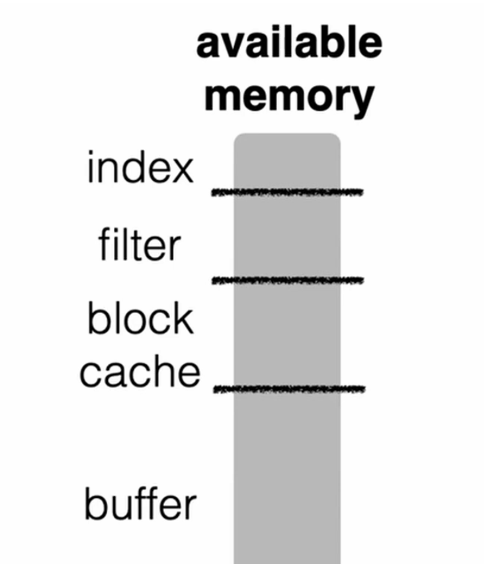 available
memory
index
filter
block
cache
buffer